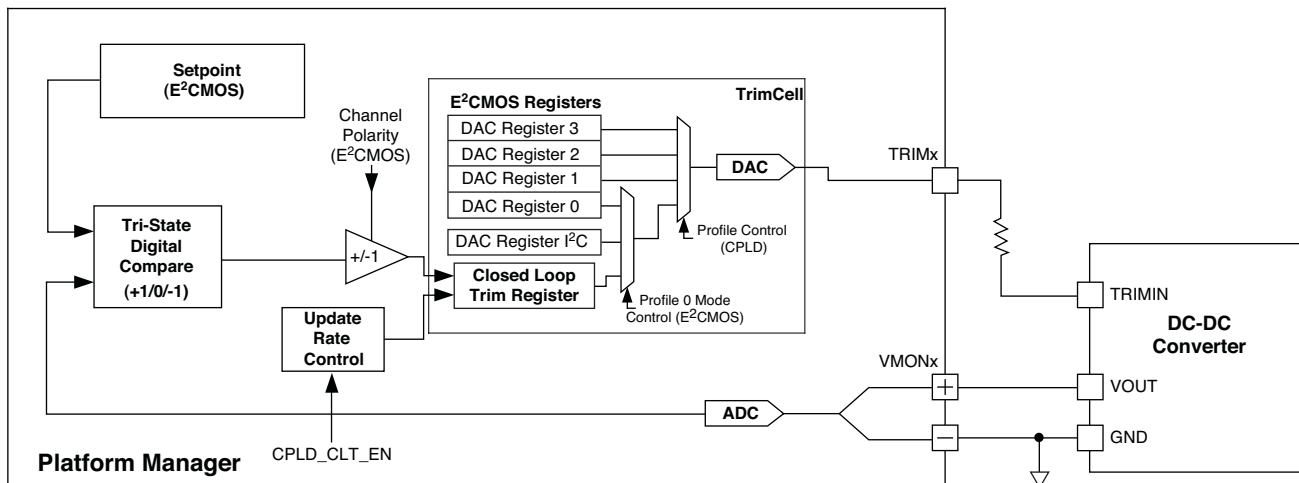 Setpoint
(E²CMOS)
Channel
Polarity
(E²CMOS)
E²CMOS Registers
TrimCell
DAC Register 3
DAC Register 2
DAC Register 1
DAC Register 0
DAC Register I²C
Closed Loop
Trim Register
DAC
Profile Control
(CPLD)
Profile 0 Mode
Control (E²CMOS)
TRIMx
Tri-State
Digital
Compare
(+1/0/-1)
+/-1
Update
Rate
Control
CPLD_CLT_EN
ADC
VMONx
+
−
TRIMIN
DC-DC
Converter
VOUT
GND
Platform Manager